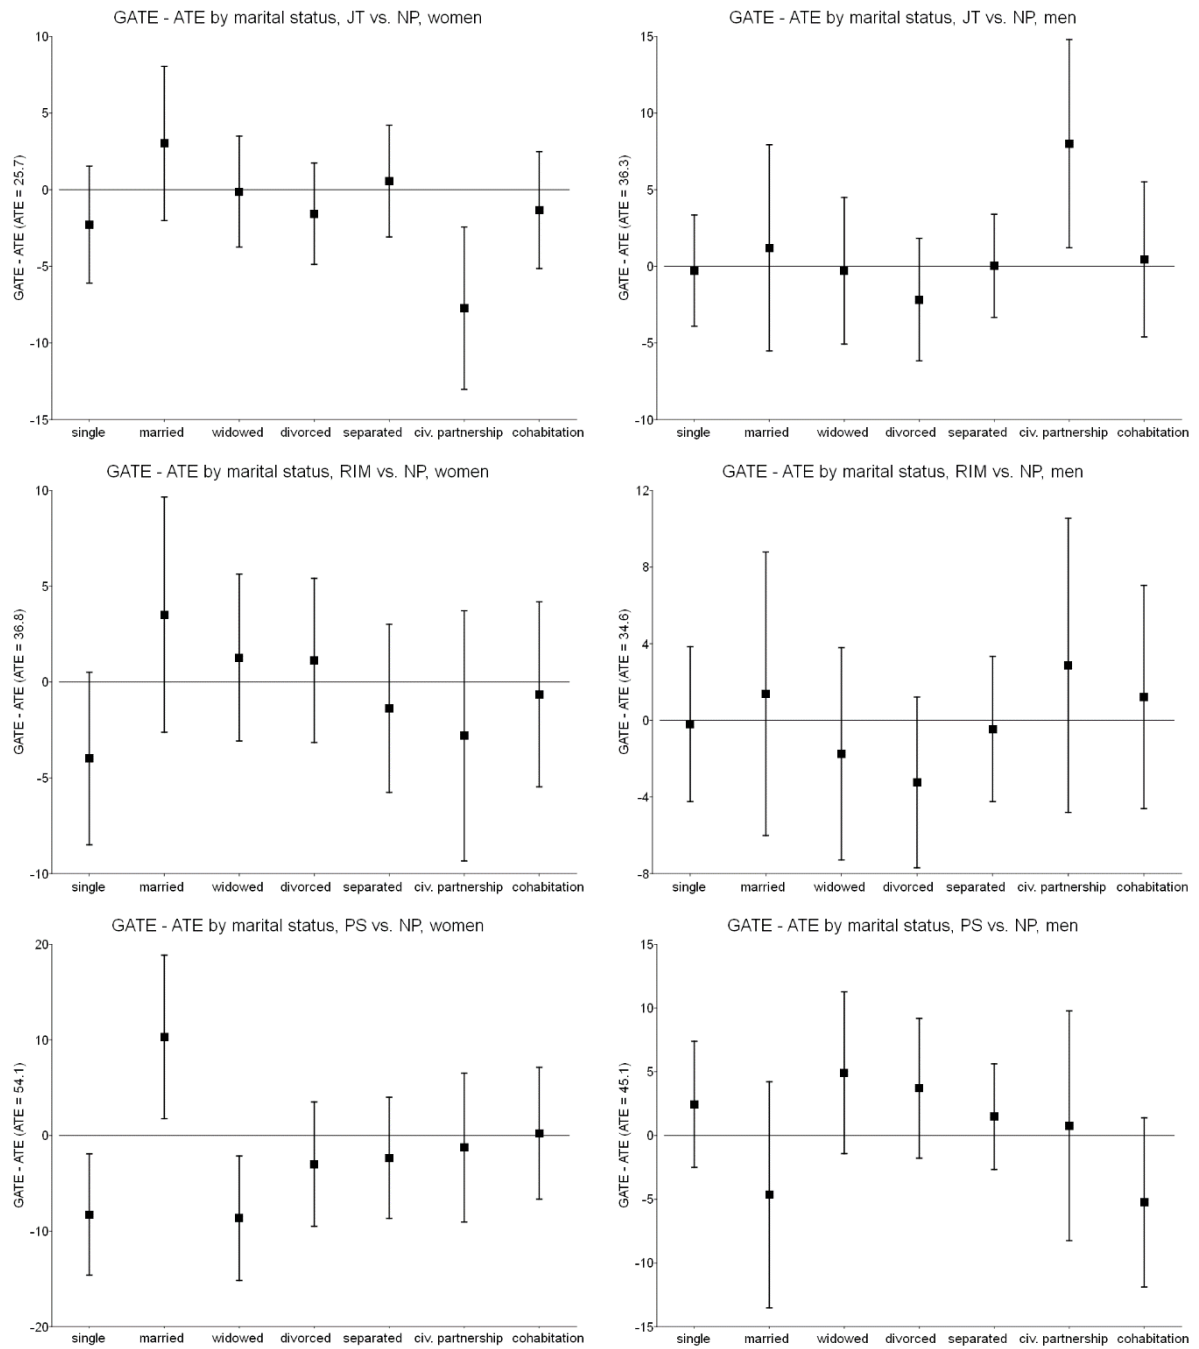 GATE - ATE by marital status, JT vs. NP, women
GATE - ATE (ATE = 25.7)
10
5
0
-5
-10
-15
single married widowed divorced separated civ. partnership cohabitation
GATE - ATE by marital status, JT vs. NP, men
GATE - ATE (ATE = 36.3)
15
10
5
0
-5
-10
single married widowed divorced separated civ. partnership cohabitation
GATE - ATE by marital status, RIM vs. NP, women
GATE - ATE (ATE = 36.8)
10
5
0
-5
-10
single married widowed divorced separated civ. partnership cohabitation
GATE - ATE by marital status, RIM vs. NP, men
GATE - ATE (ATE = 34.6)
12
8
4
0
-4
-8
single married widowed divorced separated civ. partnership cohabitation
GATE - ATE by marital status, PS vs. NP, women
GATE - ATE (ATE = 54.1)
20
10
0
-10
-20
single married widowed divorced separated civ. partnership cohabitation
GATE - ATE by marital status, PS vs. NP, men
GATE - ATE (ATE = 45.1)
15
10
5
0
-5
-10
-15
single married widowed divorced separated civ. partnership cohabitation